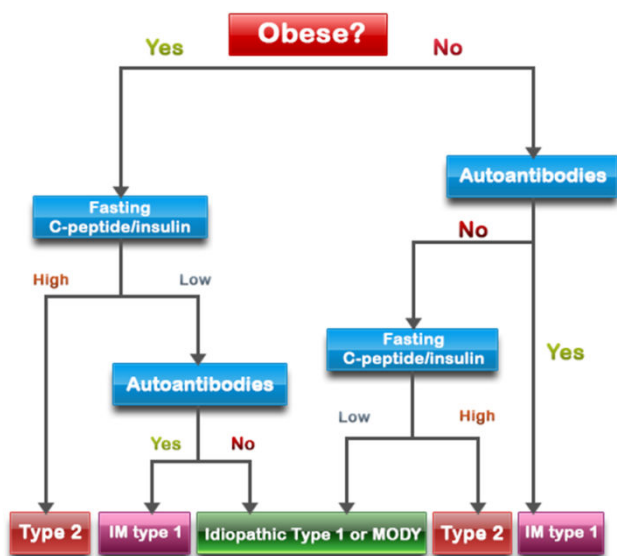 Obese?
Yes
No
Autoantibodies
Fasting
C-peptide/insulin
No
High
Low
Fasting
C-peptide/insulin
Yes
Autoantibodies
Low
High
Yes
No
Type 2
IM type 1
Idiopathic Type 1 or MODY
Type 2
IM type 1